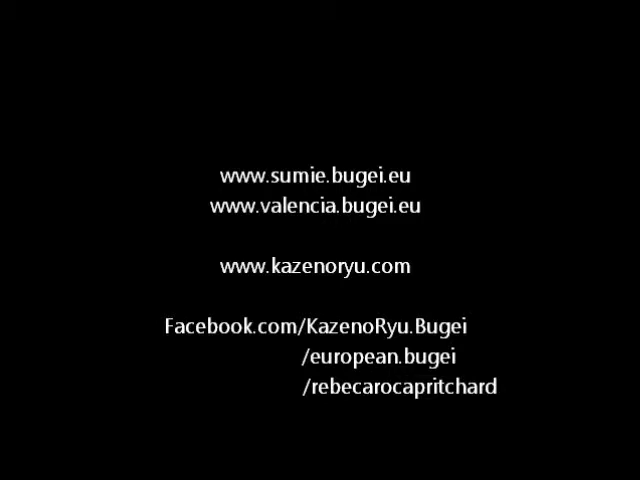 www.sumie.bugei.eu
www.valencia.bugei.eu
www.kazenoryu.com
Facebook.com/KazenoRyu.Bugei
/european.bugei
/rebecarocapritchard